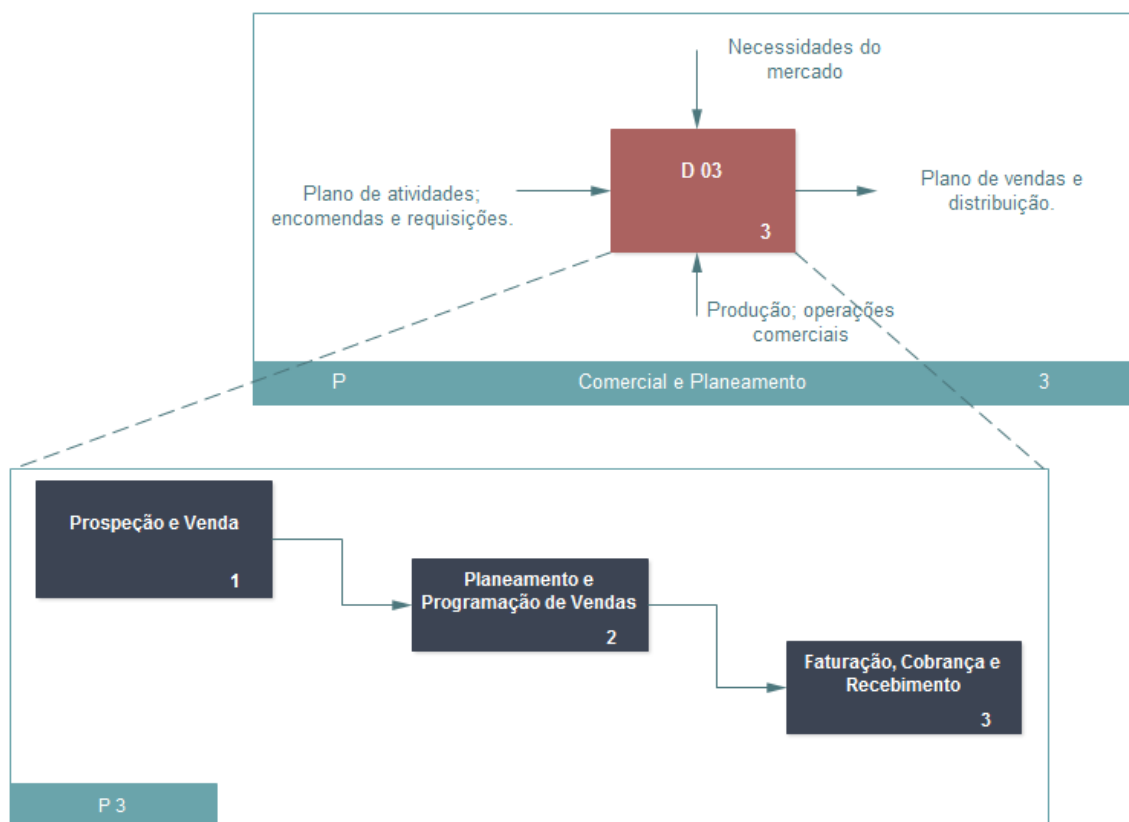 Necessidades do
mercado
D 03
3
Plano de atividades;
encomendas e requisições.
Plano de vendas e
distribuição.
Produção; operações
comerciais
P
Comercial e Planeamento
3
Prospeção e Venda
1
Planeamento e
Programação de Vendas
2
Faturação, Cobrança e
Recebimento
3
P 3